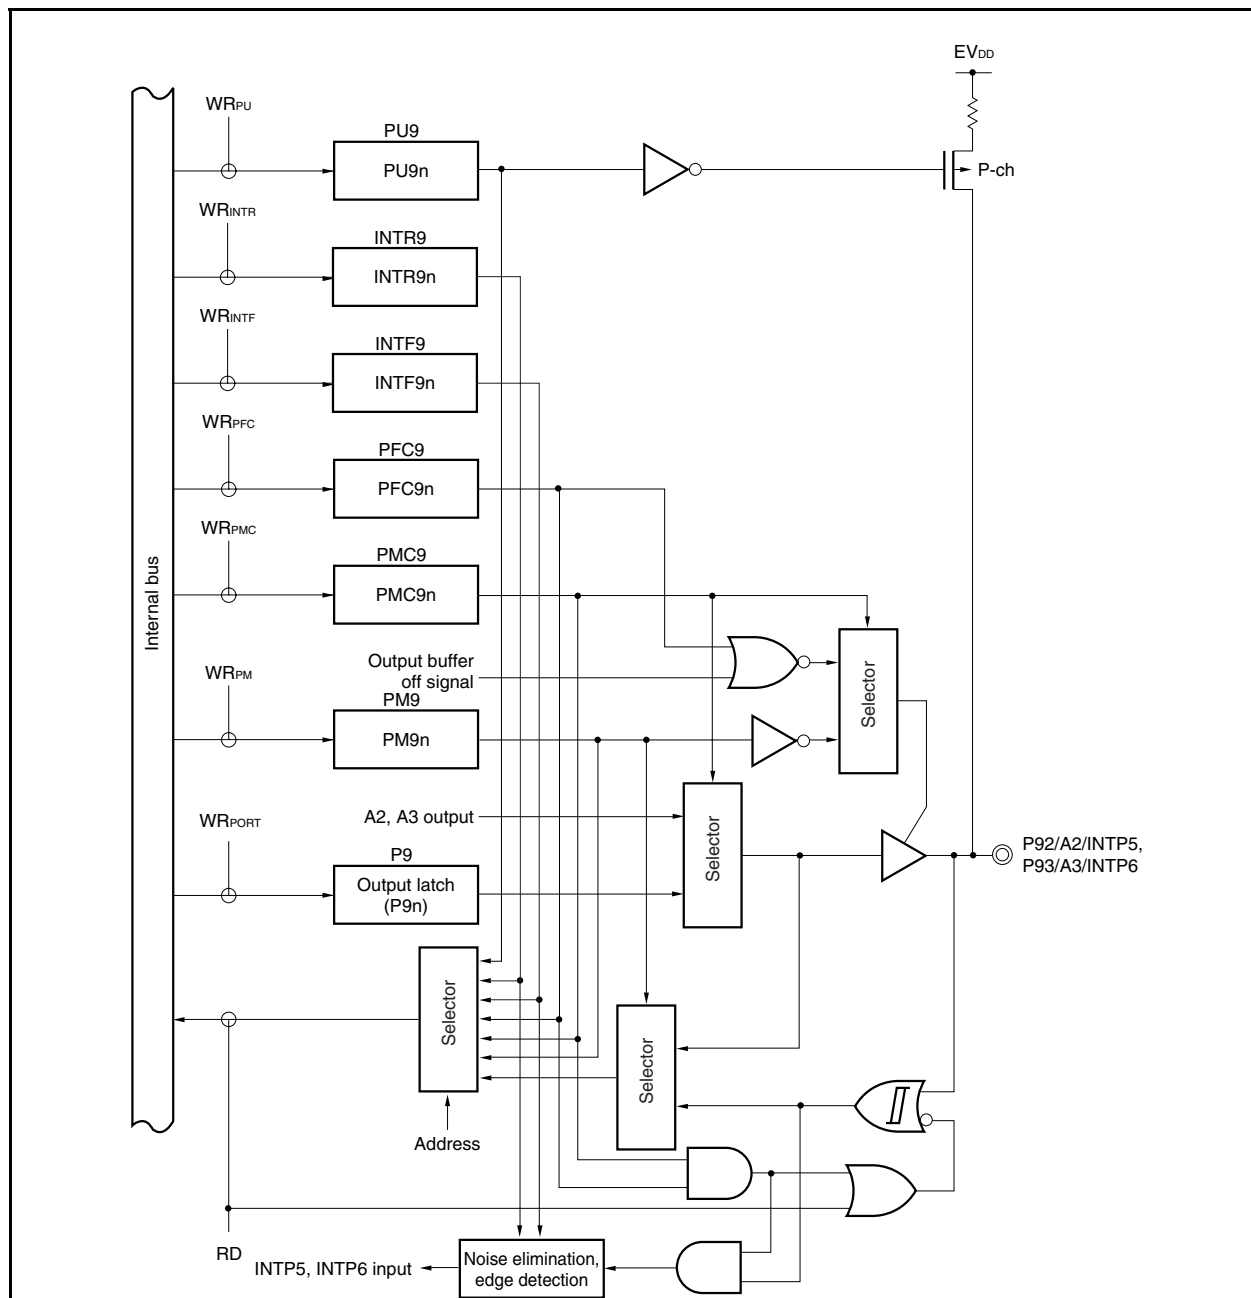 EVDD
WRPU
PU9
PU9n
P-ch
WRINTR
INTR9
INTR9n
WRINTF
INTF9
INTF9n
WRPFC
PFC9
PFC9n
WRPMC
PMC9
PMC9n
Internal bus
Output buffer
off signal
Selector
WRPM
PM9
PM9n
A2, A3 output
Selector
WRPORT
P9
Output latch
(P9n)
P92/A2/INTP5,
P93/A3/INTP6
Selector
Selector
Address
RD
INTP5, INTP6 input
Noise elimination,
edge detection